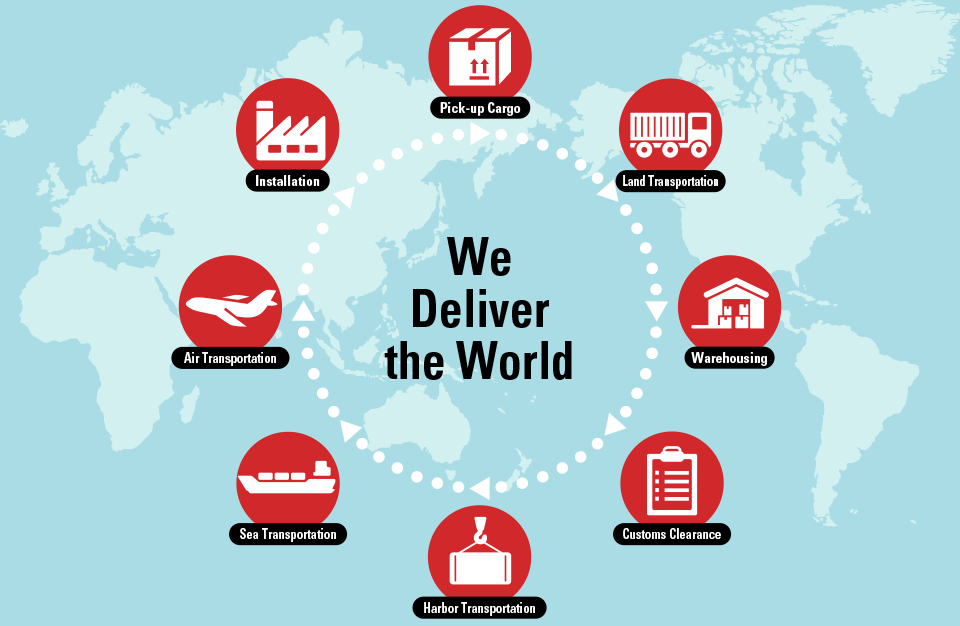 Pick-up Cargo
Land Transportation
Warehousing
Customs Clearance
Harbor Transportation
Sea Transportation
Air Transportation
Installation
We
Deliver
the World